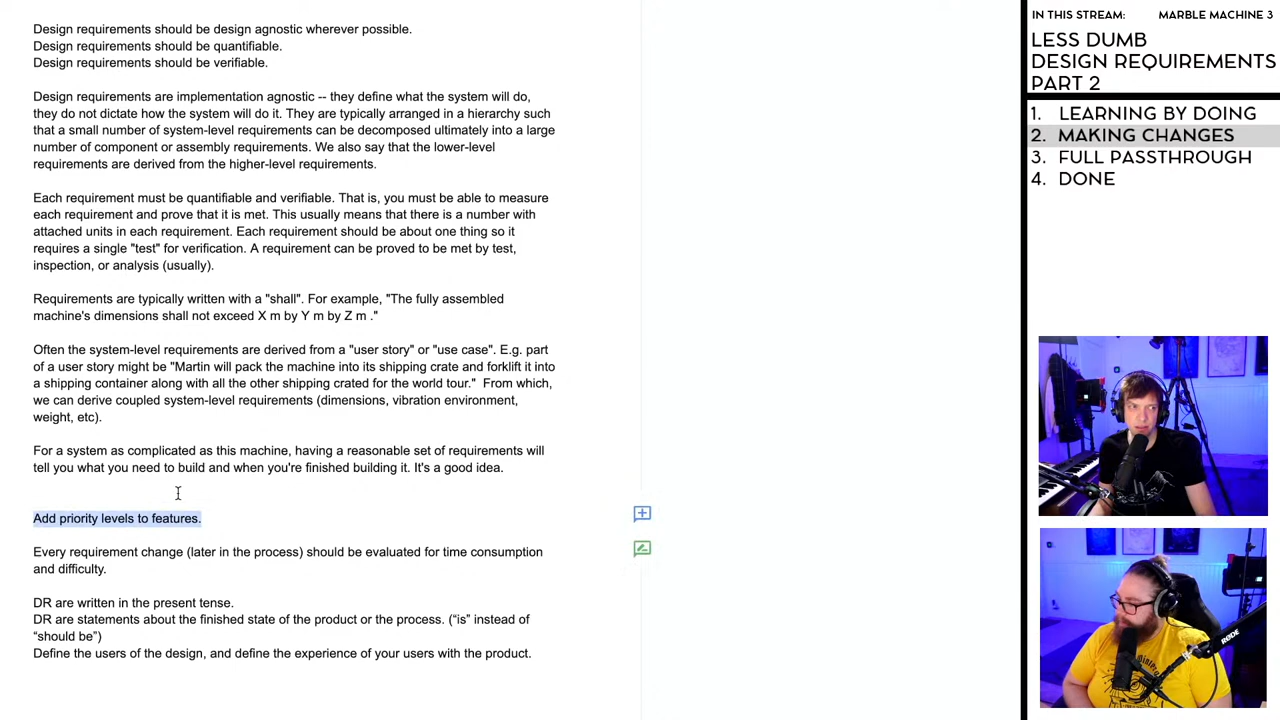 Design requirements should be design agnostic wherever possible.
Design requirements should be quantifiable.
Design requirements should be verifiable.
Design requirements are implementation agnostic -- they define what the system will do,
they do not dictate how the system will do it. They are typically arranged in a hierarchy such
that a small number of system-level requirements can be decomposed ultimately into a large
number of component or assembly requirements. We also say that the lower-level
requirements are derived from the higher-level requirements.
Each requirement must be quantifiable and verifiable. That is, you must be able to measure
each requirement and prove that it is met. This usually means that there is a number with
attached units in each requirement. Each requirement should be about one thing so it
requires a single "test" for verification. A requirement can be proved to be met by test,
inspection, or analysis (usually).
Requirements are typically written with a "shall". For example, "The fully assembled
machine's dimensions shall not exceed X m by Y m by Z m ."
Often the system-level requirements are derived from a "user story" or "use case". E.g. part
of a user story might be "Martin will pack the machine into its shipping crate and forklift it into
a shipping container along with all the other shipping crated for the world tour."  From which,
we can derive coupled system-level requirements (dimensions, vibration environment,
weight, etc).
For a system as complicated as this machine, having a reasonable set of requirements will
tell you what you need to build and when you're finished building it. It's a good idea.
Add priority levels to features.
Every requirement change (later in the process) should be evaluated for time consumption
and difficulty.
DR are written in the present tense.
DR are statements about the finished state of the product or the process. (“is” instead of
“should be”)
Define the users of the design, and define the experience of your users with the product.
IN THIS STREAM: MARBLE MACHINE 3
LESS DUMB
DESIGN REQUIREMENTS
PART 2
1. LEARNING BY DOING
2. MAKING CHANGES
3. FULL PASSTHROUGH
4. DONE
RØDE